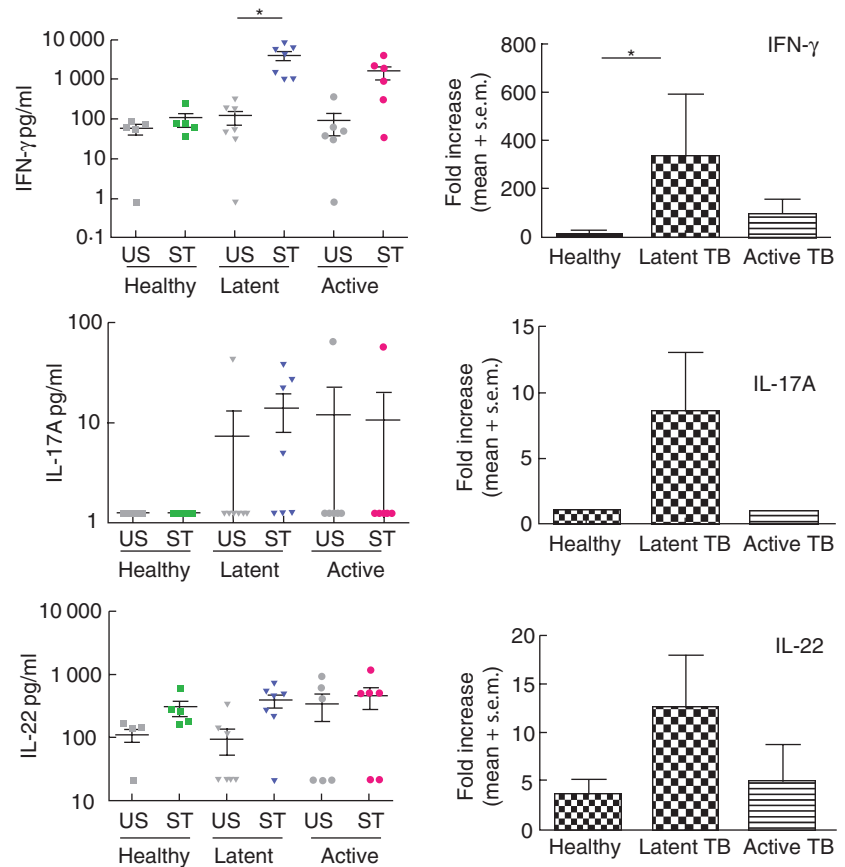 *
10 000
1 000
100
10
1
0·1
IFN-γ pg/ml
US ST US ST US ST
Healthy Latent Active
IFN-γ
*
800
600
400
200
0
Fold increase
(mean + s.e.m.)
Healthy Latent TB Active TB
100
10
1
IL-17A pg/ml
US ST US ST US ST
Healthy Latent Active
IL-17A
15
10
5
0
Fold increase
(mean + s.e.m.)
Healthy Latent TB Active TB
10 000
1 000
100
10
IL-22 pg/ml
US ST US ST US ST
Healthy Latent Active
IL-22
20
15
10
5
0
Fold increase
(mean + s.e.m.)
Healthy Latent TB Active TB